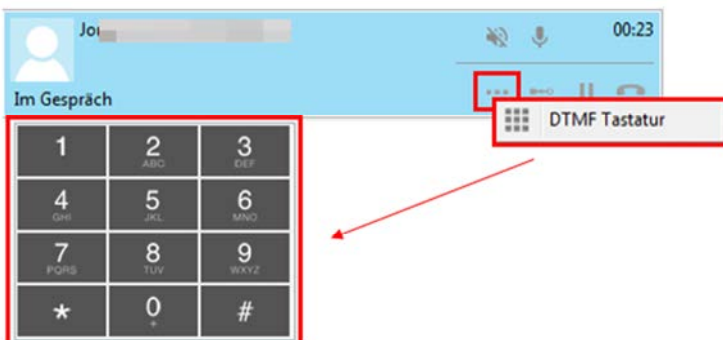 00:23
Im Gespräch
DTMF Tastatur
1 2 3
ABC DEF
4 5 6
GHI JKL MNO
7 8 9
PQRS TUV WXYZ
* 0 #
+